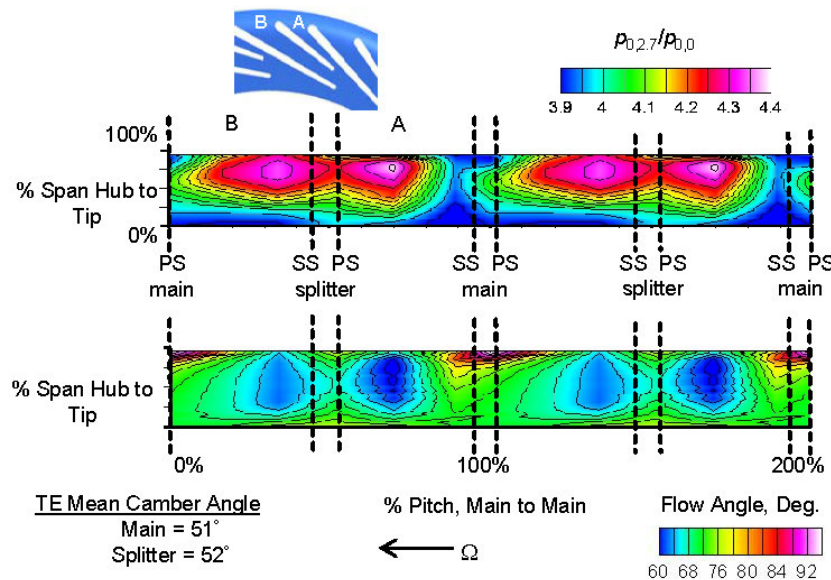 B A
p0,2.7/p0,0
3.9 4 4.1 4.2 4.3 4.4
100%
B A
% Span Hub to
Tip
0%
PS SS PS SS PS SS PS SS PS
main splitter main splitter main
% Span Hub to
Tip
0% 100% 200%
TE Mean Camber Angle
Main = 51°
Splitter = 52°
% Pitch, Main to Main
Ω
Flow Angle, Deg.
60 68 76 80 84 92